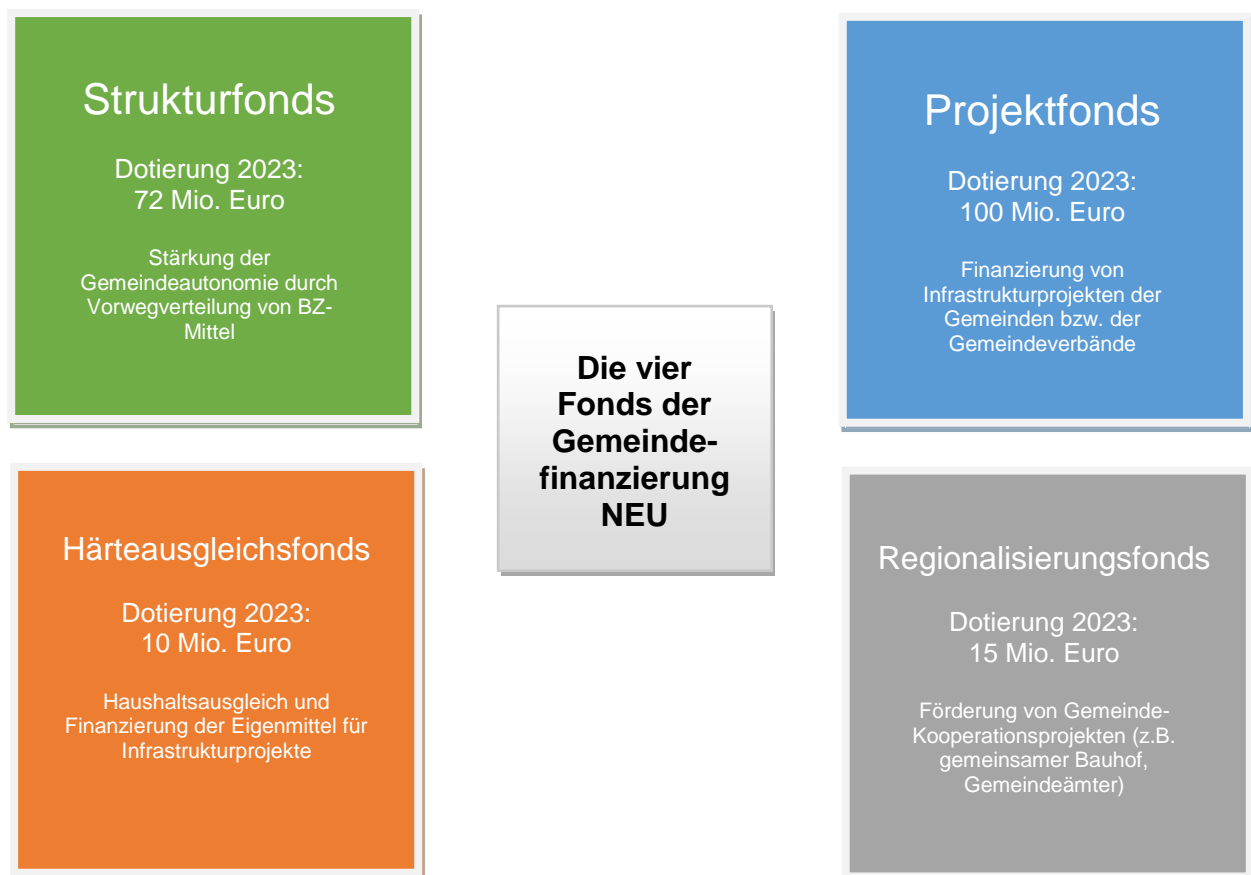 Strukturfonds
Dotierung 2023:
72 Mio. Euro
Stärkung der
Gemeindeautonomie durch
Vorwegverteilung von BZ-
Mittel
Projektfonds
Dotierung 2023:
100 Mio. Euro
Finanzierung von
Infrastrukturprojekten der
Gemeinden bzw. der
Gemeindeverbände
Die vier
Fonds der
Gemeinde-
finanzierung
NEU
Härteausgleichsfonds
Dotierung 2023:
10 Mio. Euro
Haushaltsausgleich und
Finanzierung der Eigenmittel für
Infrastrukturprojekte
Regionalisierungsfonds
Dotierung 2023:
15 Mio. Euro
Förderung von Gemeinde-
Kooperationsprojekten (z.B.
gemeinsamer Bauhof,
Gemeindeämter)